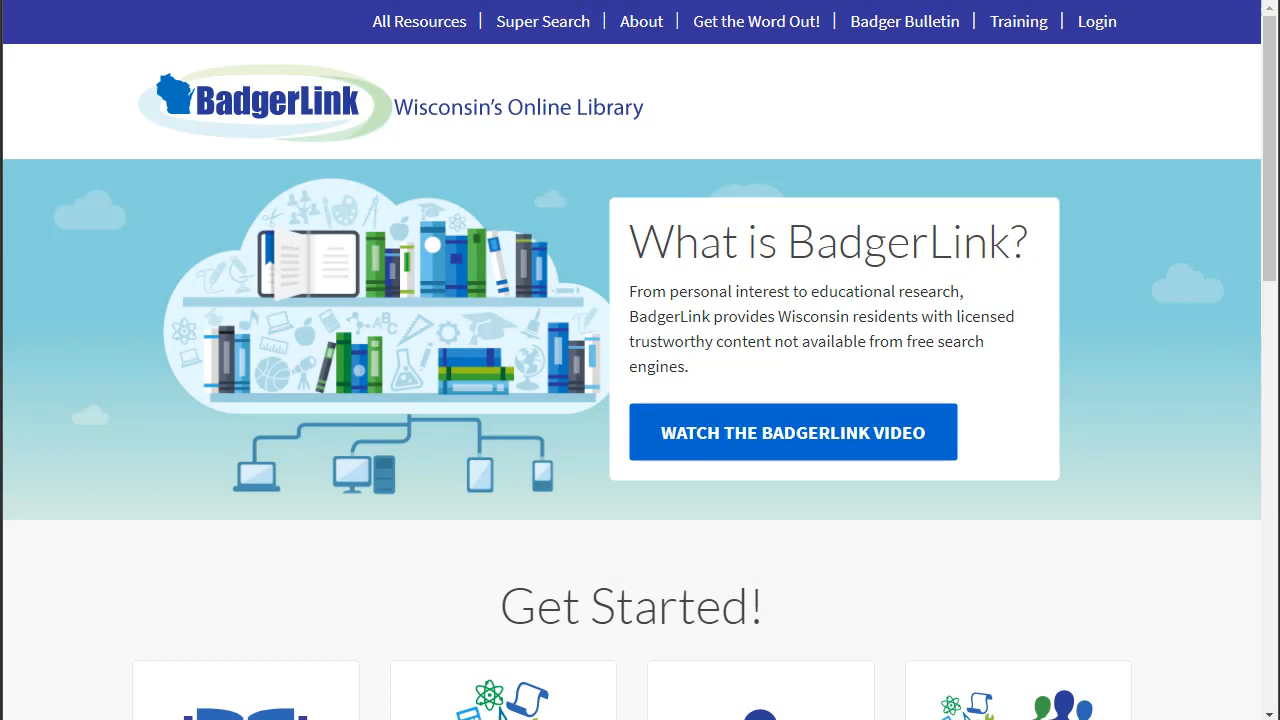 All Resources | Super Search | About | Get the Word Out! | Badger Bulletin | Training | Login
BadgerLink Wisconsin's Online Library
What is BadgerLink?
From personal interest to educational research,
BadgerLink provides Wisconsin residents with licensed
trustworthy content not available from free search
engines.
WATCH THE BADGERLINK VIDEO
ABC
Get Started!